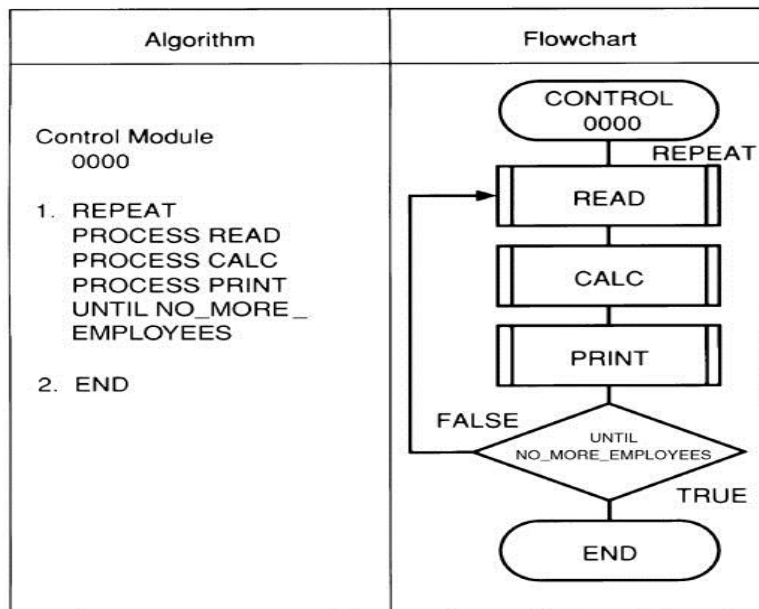 Algorithm
Flowchart
Control Module
0000
1. REPEAT
PROCESS READ
PROCESS CALC
PROCESS PRINT
UNTIL NO_MORE_
EMPLOYEES
2. END
CONTROL
0000
REPEAT
READ
CALC
PRINT
FALSE
UNTIL
NO_MORE_EMPLOYEES
TRUE
END